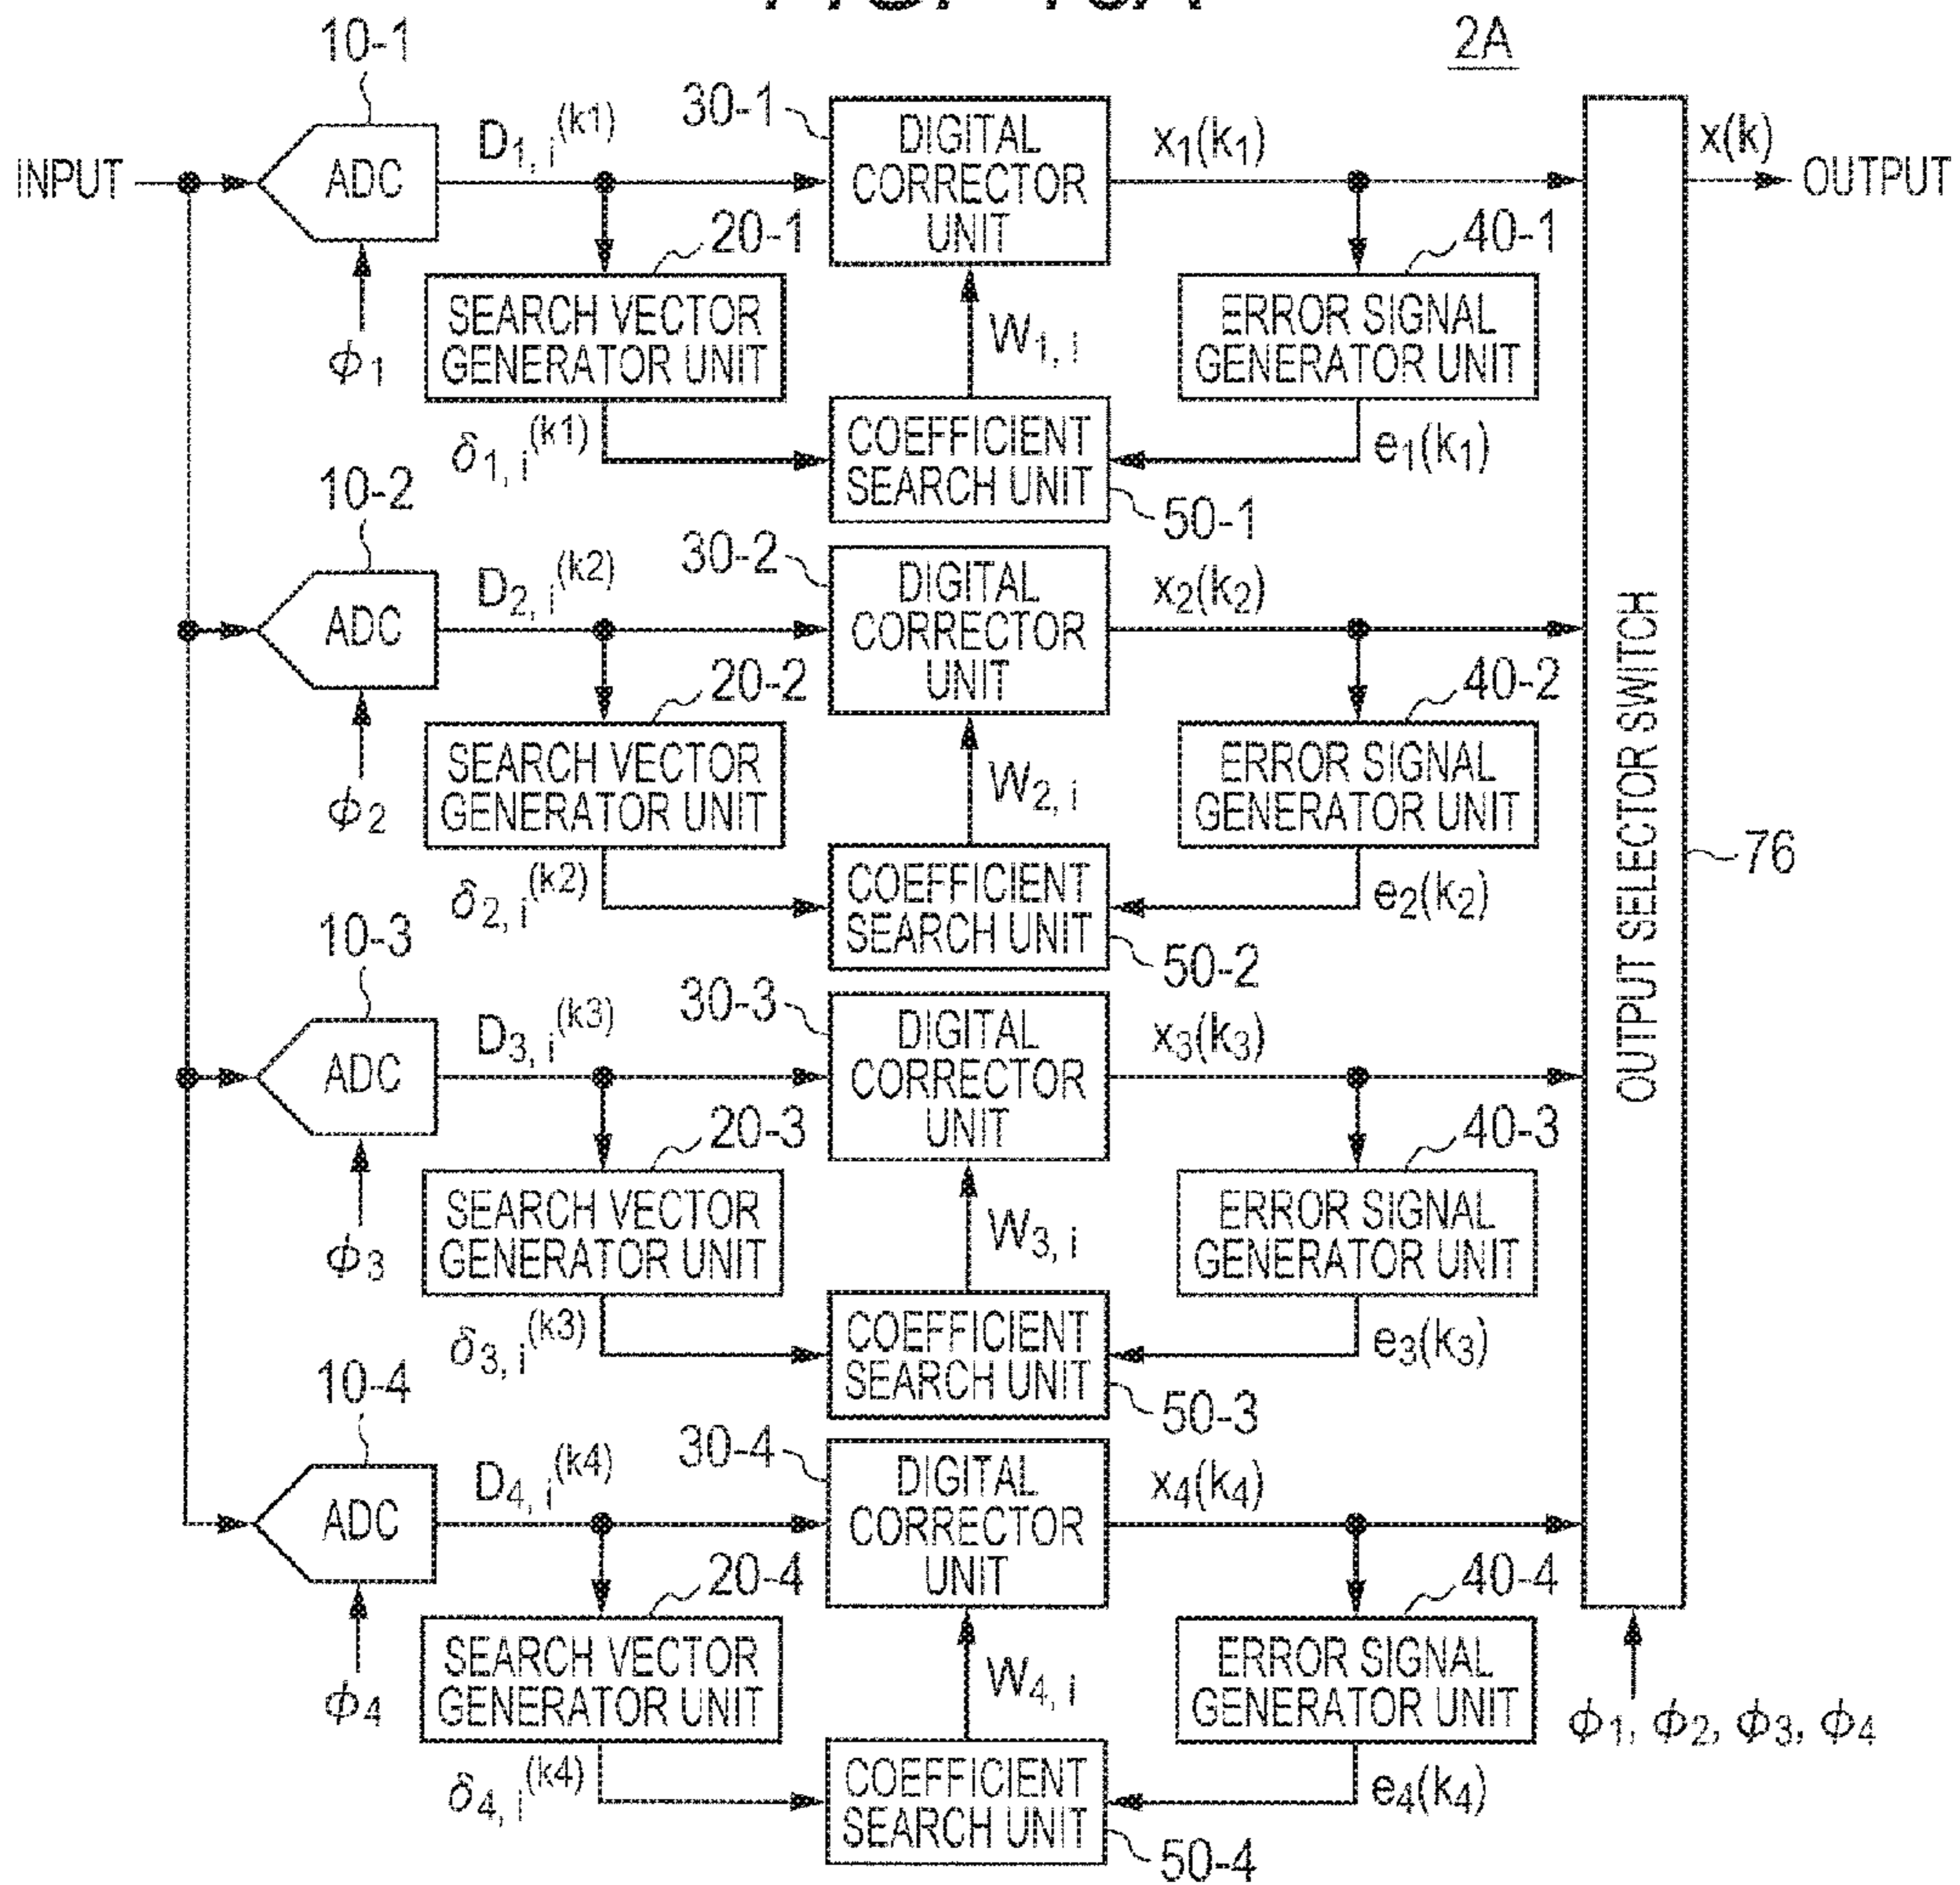 2A
10-1
INPUT
ADC
ϕ1
D1, i(k1)
20-1
SEARCH VECTOR
GENERATOR UNIT
δ1, i(k1)
30-1
DIGITAL
CORRECTOR
UNIT
W1, i
COEFFICIENT
SEARCH UNIT
50-1
x1(k1)
40-1
ERROR SIGNAL
GENERATOR UNIT
e1(k1)
x(k)
OUTPUT
10-2
ADC
ϕ2
D2, i(k2)
20-2
SEARCH VECTOR
GENERATOR UNIT
δ2, i(k2)
30-2
DIGITAL
CORRECTOR
UNIT
W2, i
COEFFICIENT
SEARCH UNIT
50-2
x2(k2)
40-2
ERROR SIGNAL
GENERATOR UNIT
e2(k2)
OUTPUT SELECTOR SWITCH
76
10-3
ADC
ϕ3
D3, i(k3)
20-3
SEARCH VECTOR
GENERATOR UNIT
δ3, i(k3)
30-3
DIGITAL
CORRECTOR
UNIT
W3, i
COEFFICIENT
SEARCH UNIT
50-3
x3(k3)
40-3
ERROR SIGNAL
GENERATOR UNIT
e3(k3)
10-4
ADC
ϕ4
D4, i(k4)
20-4
SEARCH VECTOR
GENERATOR UNIT
δ4, i(k4)
30-4
DIGITAL
CORRECTOR
UNIT
W4, i
COEFFICIENT
SEARCH UNIT
50-4
x4(k4)
40-4
ERROR SIGNAL
GENERATOR UNIT
e4(k4)
ϕ1, ϕ2, ϕ3, ϕ4